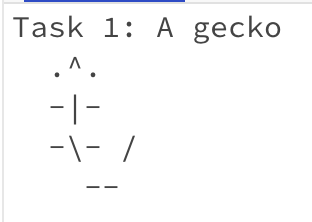 Task 1: A gecko
  .^.
  -|-
  -\- /
    --